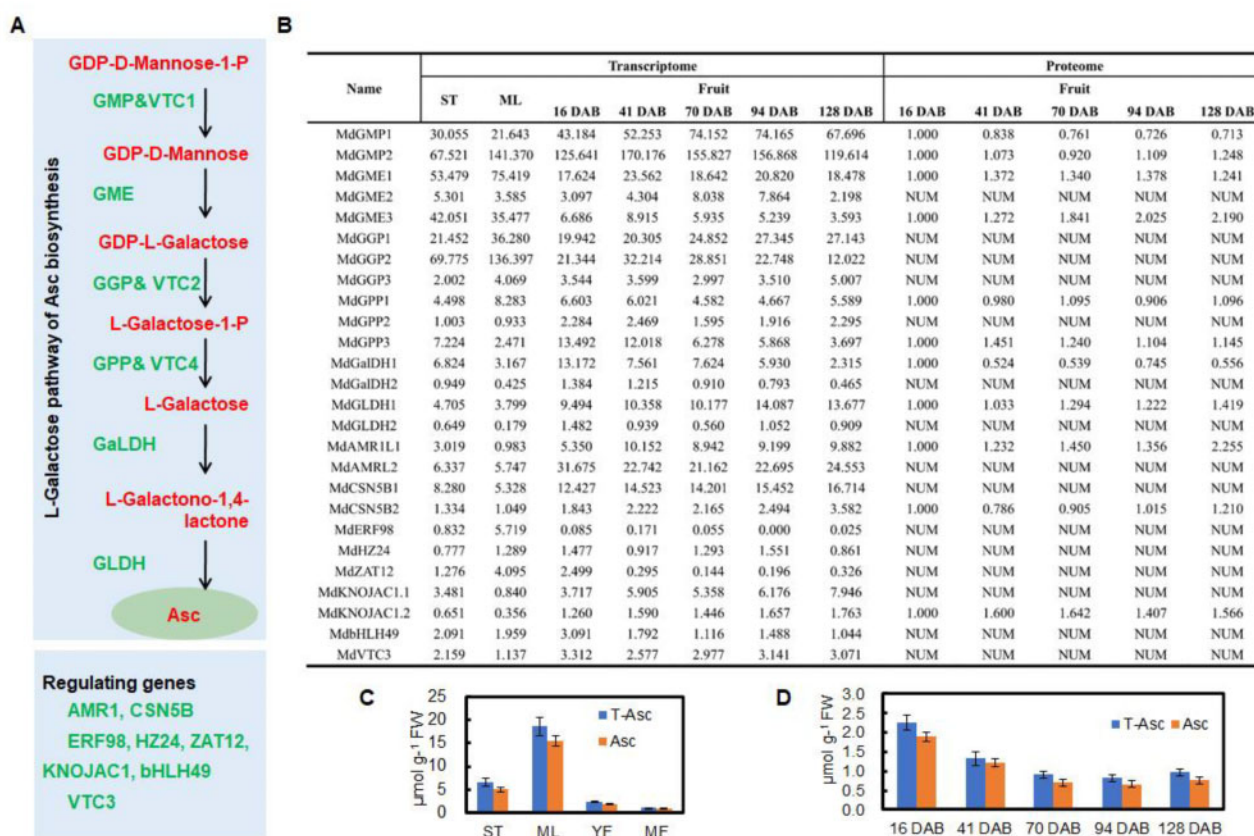 A
L-Galactose pathway of Asc biosynthesis
GDP-D-Mannose-1-P
GMP&VTC1
GDP-D-Mannose
GME
GDP-L-Galactose
GGP& VTC2
L-Galactose-1-P
GPP& VTC4
L-Galactose
GaLDH
L-Galactono-1,4-
lactone
GLDH
Asc
Regulating genes
AMR1, CSN5B
ERF98, HZ24, ZAT12,
KNOJAC1, bHLH49
VTC3
B
Name Transcriptome Proteome
ST ML Fruit Fruit
16 DAB 41 DAB 70 DAB 94 DAB 128 DAB 16 DAB 41 DAB 70 DAB 94 DAB 128 DAB
MdGMP1 30.055 21.643 43.184 52.253 74.152 74.165 67.696 1.000 0.838 0.761 0.726 0.713
MdGMP2 67.521 141.370 125.641 170.176 155.827 156.868 119.614 1.000 1.073 0.920 1.109 1.248
MdGME1 53.479 75.419 17.624 23.562 18.642 20.820 18.478 1.000 1.372 1.340 1.378 1.241
MdGME2 5.301 3.585 3.097 4.304 8.038 7.864 2.198 NUM NUM NUM NUM NUM
MdGME3 42.051 35.477 6.686 8.915 5.935 5.239 3.593 1.000 1.272 1.841 2.025 2.190
MdGGP1 21.452 36.280 19.942 20.305 24.852 27.345 27.143 NUM NUM NUM NUM NUM
MdGGP2 69.775 136.397 21.344 32.214 28.851 22.748 12.022 NUM NUM NUM NUM NUM
MdGGP3 2.002 4.069 3.544 3.599 2.997 3.510 5.007 NUM NUM NUM NUM NUM
MdGPP1 4.498 8.283 6.603 6.021 4.582 4.667 5.589 1.000 0.980 1.095 0.906 1.096
MdGPP2 1.003 0.933 2.284 2.469 1.595 1.916 2.295 NUM NUM NUM NUM NUM
MdGPP3 7.224 2.471 13.492 12.018 6.278 5.868 3.697 1.000 1.451 1.240 1.104 1.145
MdGalDH1 6.824 3.167 13.172 7.561 7.624 5.930 2.315 1.000 0.524 0.539 0.745 0.556
MdGalDH2 0.949 0.425 1.384 1.215 0.910 0.793 0.465 NUM NUM NUM NUM NUM
MdGLDH1 4.705 3.799 9.494 10.358 10.177 14.087 13.677 1.000 1.033 1.294 1.222 1.419
MdGLDH2 0.649 0.179 1.482 0.939 0.560 1.052 0.909 NUM NUM NUM NUM NUM
MdAMR1L1 3.019 0.983 5.350 10.152 8.942 9.199 9.882 1.000 1.232 1.450 1.356 2.255
MdAMRL2 6.337 5.747 31.675 22.742 21.162 22.695 24.553 NUM NUM NUM NUM NUM
MdCSN5B1 8.280 5.328 12.427 14.523 14.201 15.452 16.714 NUM NUM NUM NUM NUM
MdCSN5B2 1.334 1.049 1.843 2.222 2.165 2.494 3.582 1.000 0.786 0.905 1.015 1.210
MdERF98 0.832 5.719 0.085 0.171 0.055 0.000 0.025 NUM NUM NUM NUM NUM
MdHZ24 0.777 1.289 1.477 0.917 1.293 1.551 0.861 NUM NUM NUM NUM NUM
MdZAT12 1.276 4.095 2.499 0.295 0.144 0.196 0.326 NUM NUM NUM NUM NUM
MdKNOJAC1.1 3.481 0.840 3.717 5.905 5.358 6.176 7.946 NUM NUM NUM NUM NUM
MdKNOJAC1.2 0.651 0.356 1.260 1.590 1.446 1.657 1.763 1.000 1.600 1.642 1.407 1.566
MdbHLH49 2.091 1.959 3.091 1.792 1.116 1.488 1.044 NUM NUM NUM NUM NUM
MdVTC3 2.159 1.137 3.312 2.577 2.977 3.141 3.071 NUM NUM NUM NUM NUM
C
µmol g-1 FW
25
20
15
10
5
0
T-Asc
Asc
ST ML YF MF
D
µmol g-1 FW
3.0
2.5
2.0
1.5
1.0
0.5
0.0
T-Asc Asc
16 DAB 41 DAB 70 DAB 94 DAB 128 DAB